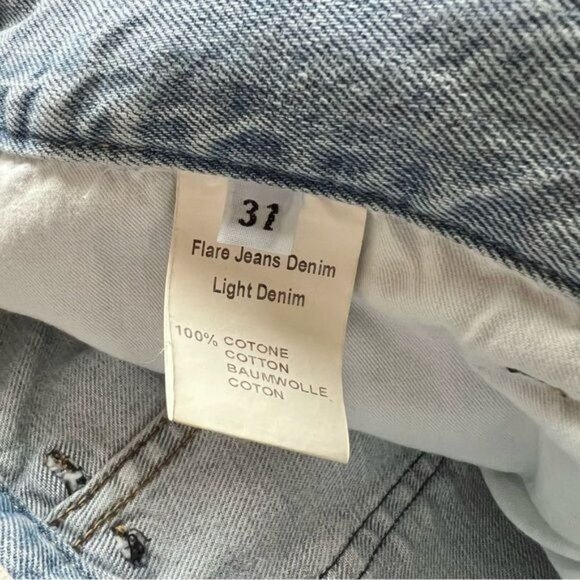 31
Flare Jeans Denim
Light Denim
100% COTONE
COTTON
BAUMWOLLE
COTON